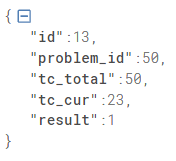 {
"id":13,
"problem_id":50,
"tc_total":50,
"tc_cur":23,
"result":1
}